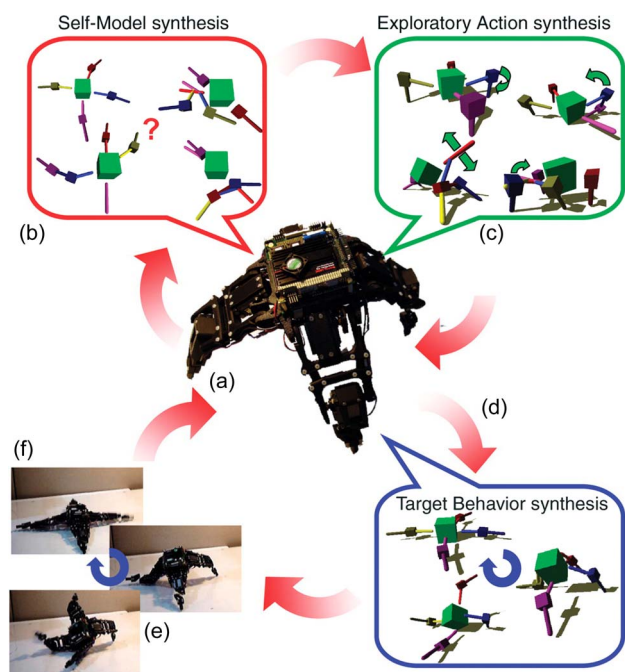 Self-Model synthesis
Exploratory Action synthesis
?
(b)
(c)
(a)
(d)
(f)
Target Behavior synthesis
(e)